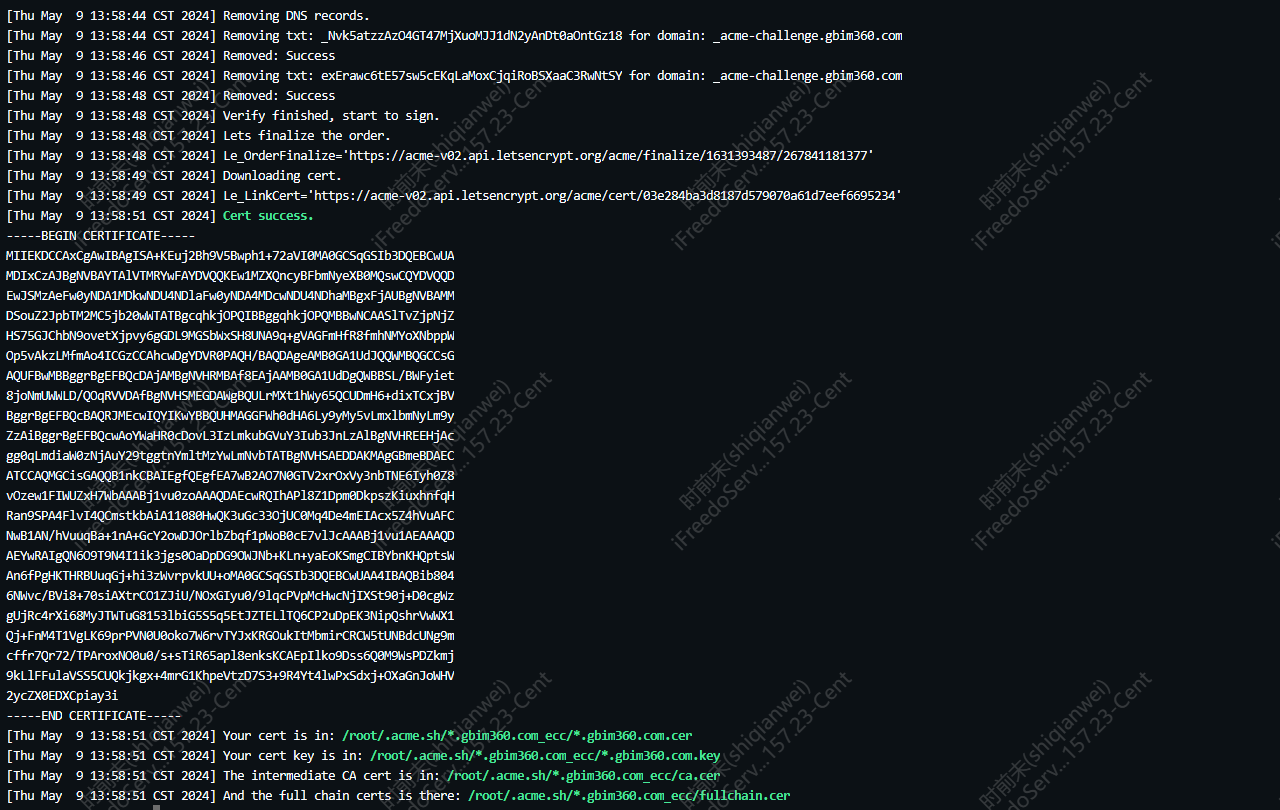 [Thu May  9 13:58:44 CST 2024] Removing DNS records.
[Thu May  9 13:58:44 CST 2024] Removing txt: _Nvk5atzzAzO4GT47MjXuoMJJ1dN2yAnDt0aOntGz18 for domain: _acme-challenge.gbim360.com
[Thu May  9 13:58:46 CST 2024] Removed: Success
[Thu May  9 13:58:46 CST 2024] Removing txt: exErawc6tE57sw5cEKqLaMoxCjqiRoBSXaaC3RwNtSY for domain: _acme-challenge.gbim360.com
[Thu May  9 13:58:48 CST 2024] Removed: Success
[Thu May  9 13:58:48 CST 2024] Verify finished, start to sign.
[Thu May  9 13:58:48 CST 2024] Lets finalize the order.
[Thu May  9 13:58:48 CST 2024] Le_OrderFinalize='https://acme-v02.api.letsencrypt.org/acme/finalize/1631393487/267841181377'
[Thu May  9 13:58:49 CST 2024] Downloading cert.
[Thu May  9 13:58:49 CST 2024] Le_LinkCert='https://acme-v02.api.letsencrypt.org/acme/cert/03e284ba3d8187d579070a61d7eef6695234'
[Thu May  9 13:58:51 CST 2024] Cert success.
-----BEGIN CERTIFICATE-----
MIIEKDCCAxCgAwIBAgISA+KEuj2Bh9V5Bwph1+72aVI0MA0GCSqGSIb3DQEBCwUA
MDIxCzAJBgNVBAYTAlVTMRYwFAYDVQQKEw1MZXQncyBFbmNyeXB0MQswCQYDVQQD
EwJSMzAeFw0yNDA1MDkwNDU4NDlaFw0yNDA4MDcwNDU4NDhaMBgxFjAUBgNVBAMM
DSouZ2JpbTM2MC5jb20wWTATBgcqhkjOPQIBBggqhkjOPQMBBwNCAASlTvZjpNjZ
HS75GJChbN9ovetXjpvy6gGDL9MGSbWxSH8UNA9q+gVAGFmHfR8fmhNMYoXNbppW
Op5vAkzLMfmAo4ICGzCCAhcwDgYDVR0PAQH/BAQDAgeAMB0GA1UdJQQWMBQGCCsG
AQUFBwMBBggrBgEFBQcDAjAMBgNVHRMBAf8EAjAAMB0GA1UdDgQWBBSL/BWFyiet
8joNmUWWLD/QOqRVVDAfBgNVHSMEGDAWgBQULrMXt1hWy65QCUDmH6+dixTCxjBV
BggrBgEFBQcBAQRJMEcwIQYIKwYBBQUHMAGGFWh0dHA6Ly9yMy5vLmxlbmNyLm9y
ZzAiBggrBgEFBQcwAoYWaHR0cDovL3IzLmkubGVuY3Iub3JnLzAlBgNVHREEHjAc
gg0qLmdiaW0zNjAuY29tggtnYmltMzYwLmNvbTATBgNVHSAEDDAKMAgGBmeBDAEC
ATCCAQMGCisGAQQB1nkCBAIEgfQEgfEA7wB2AO7N0GTV2xrOxVy3nbTNE6Iyh0Z8
vOzew1FIWUZxH7WbAAABj1vu0zoAAAQDAEcwRQIhAPl8Z1Dpm0DkpszKiuxhnfqH
Ran9SPA4FlvI4QCmstkbAiA11080HwQK3uGc33OjUC0Mq4De4mEIAcx5Z4hVuAFC
NwB1AN/hVuuqBa+1nA+GcY2owDJOrlbZbqf1pWoB0cE7vlJcAAABj1vu1AEAAAQD
AEYwRAIgQN6O9T9N4I1ik3jgs0OaDpDG9OWJNb+KLn+yaEoKSmgCIBYbnKHQptsW
An6fPgHKTHRBUuqGj+hi3zWvrpvkUU+oMA0GCSqGSIb3DQEBCwUAA4IBAQBib804
6NWvc/BVi8+70siAXtrCO1ZJiU/NOxGIyu0/9lqcPVpMcHwcNjIXSt90j+D0cgWz
gUjRc4rXi68MyJTWTuG8153lbiG5S5q5EtJZTELlTQ6CP2uDpEK3NipQshrVwWX1
Qj+FnM4T1VgLK69prPVN0U0oko7W6rvTYJxKRGOukItMbmirCRCW5tUNBdcUNg9m
cffr7Qr72/TPAroxNO0u0/s+sTiR65apl8enksKCAEpIlko9Dss6Q0M9WsPDZkmj
9kLlFFulaVSS5CUQkjkgx+4mrG1KhpeVtzD7S3+9R4Yt4lwPxSdxj+OXaGnJoWHV
2ycZX0EDXCpiay3i
-----END CERTIFICATE-----
[Thu May  9 13:58:51 CST 2024] Your cert is in: /root/.acme.sh/*.gbim360.com_ecc/*.gbim360.com.cer
[Thu May  9 13:58:51 CST 2024] Your cert key is in: /root/.acme.sh/*.gbim360.com_ecc/*.gbim360.com.key
[Thu May  9 13:58:51 CST 2024] The intermediate CA cert is in: /root/.acme.sh/*.gbim360.com_ecc/ca.cer
[Thu May  9 13:58:51 CST 2024] And the full chain certs is there: /root/.acme.sh/*.gbim360.com_ecc/fullchain.cer
时前末(shiqianwei)
iFreedoServ...157.23-Cent